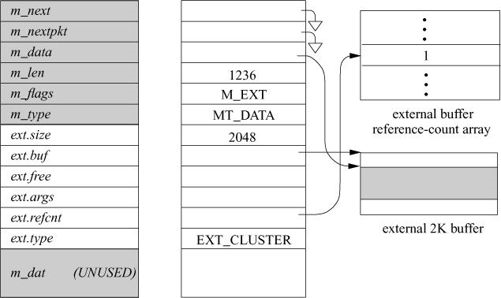 m_next
m_nextpkt
m_data
m_len 1236
m_flags M_EXT
m_type MT_DATA
ext.size 2048
ext.buf
ext.free
ext.args
ext.refcnt
ext.type EXT_CLUSTER
m_dat (UNUSED)
1
external buffer
reference-count array
external 2K buffer